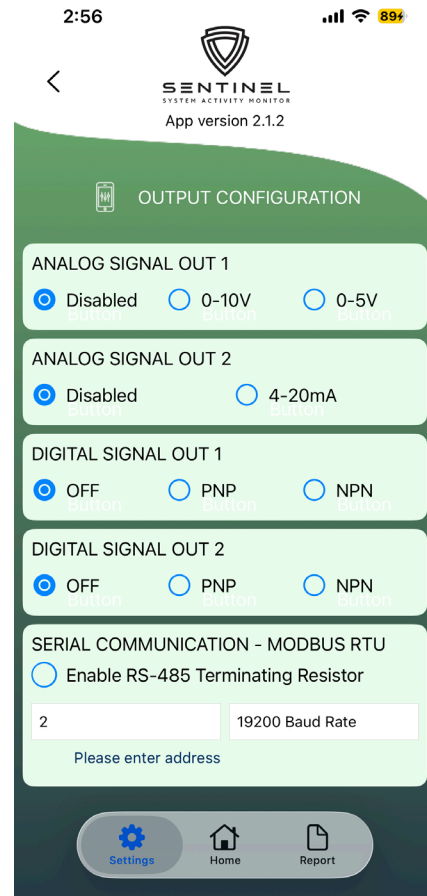 2:56
89
SENTINEL
SYSTEM ACTIVITY MONITOR
App version 2.1.2
OUTPUT CONFIGURATION
ANALOG SIGNAL OUT 1
Disabled 0-10V 0-5V
Button Button Button
ANALOG SIGNAL OUT 2
Disabled 4-20mA
Button Button
DIGITAL SIGNAL OUT 1
OFF PNP NPN
Button Button Button
DIGITAL SIGNAL OUT 2
OFF PNP NPN
Button Button Button
SERIAL COMMUNICATION - MODBUS RTU
Enable RS-485 Terminating Resistor
2 19200 Baud Rate
Please enter address
Settings Home Report